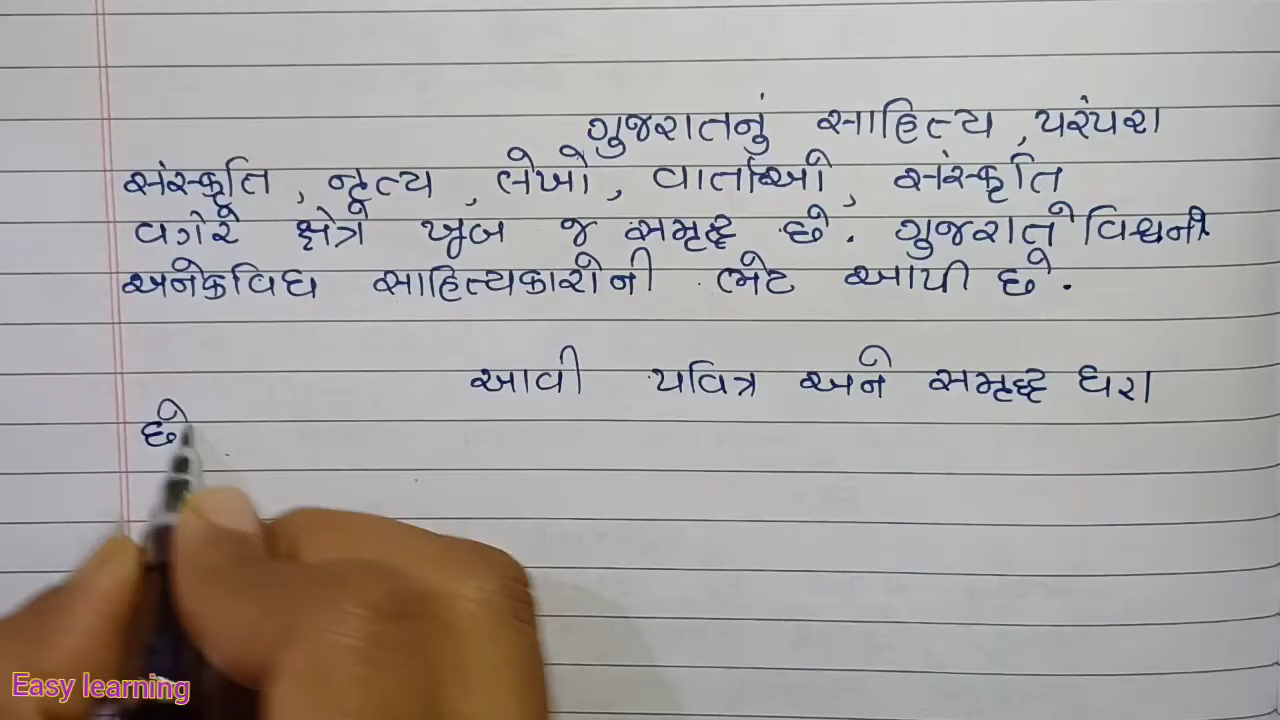 ગુજરાતનું સાહિત્ય ,પરંપરા
સંસ્કૃતિ , નૃત્ય , લેખો , વાર્તાઓ , સંસ્કૃતિ
વગેરે ક્ષેત્રે ખૂબ જ સમૃદ્ધ છે. ગુજરાતે વિશ્વની
અનેકવિધ સાહિત્યકારોની ભેટ આપી છે.
આવી પવિત્ર અને સમૃદ્ધ ધરા
છે
Easy learning